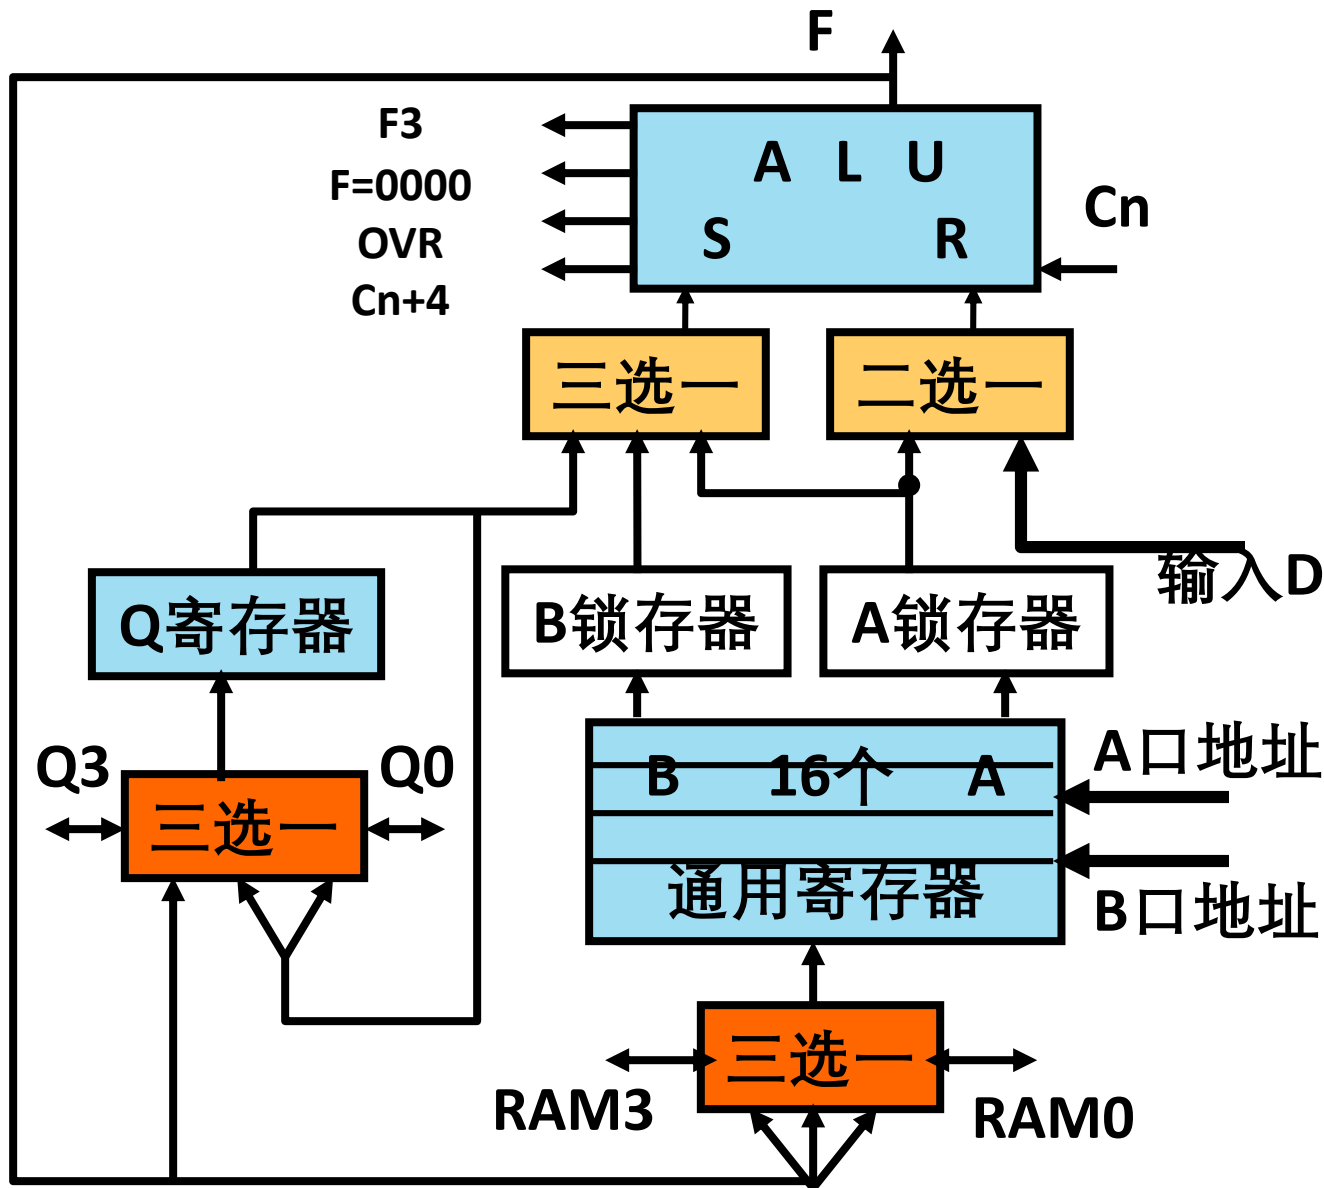 F
F3
F=0000
OVR
Cn+4
A L U
S R
Cn
三选一
二选一
输入D
Q寄存器
B锁存器
A锁存器
Q3
Q0
三选一
B 16个 A
通用寄存器
A口地址
B口地址
三选一
RAM3
RAM0